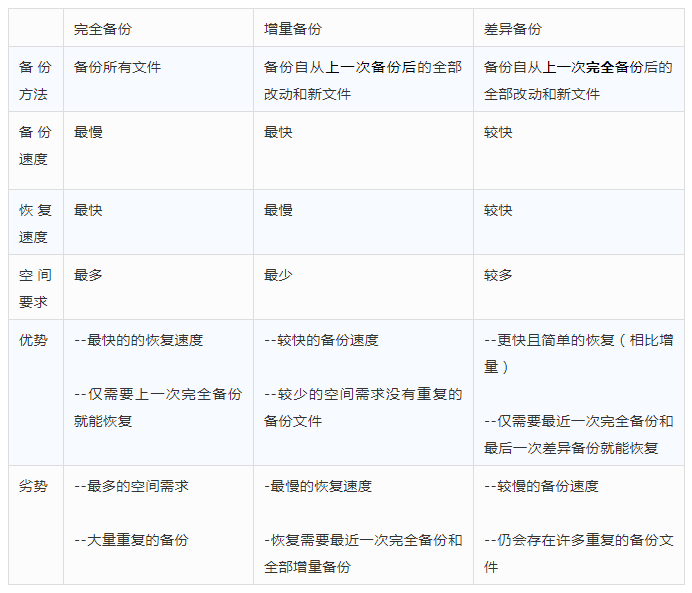 完全备份 增量备份 差异备份
备份 备份所有文件 备份自从上一次备份后的全部 备份自从上一次完全备份后的
方法 改动和新文件 全部改动和新文件
备份 最慢 最快 较快
速度
恢复 最快 最慢 较快
速度
空间 最多 最少 较多
要求
优势 --最快的的恢复速度 --较快的备份速度 --更快且简单的恢复（相比增
量）
--仅需要上一次完全备份 --较少的空间需求没有重复的
就能恢复 备份文件 --仅需要最近一次完全备份和
最后一次差异备份就能恢复
劣势 --最多的空间需求 -最慢的恢复速度 --较慢的备份速度
--大量重复的备份 -恢复需要最近一次完全备份和 --仍会存在许多重复的备份文
全部增量备份 件